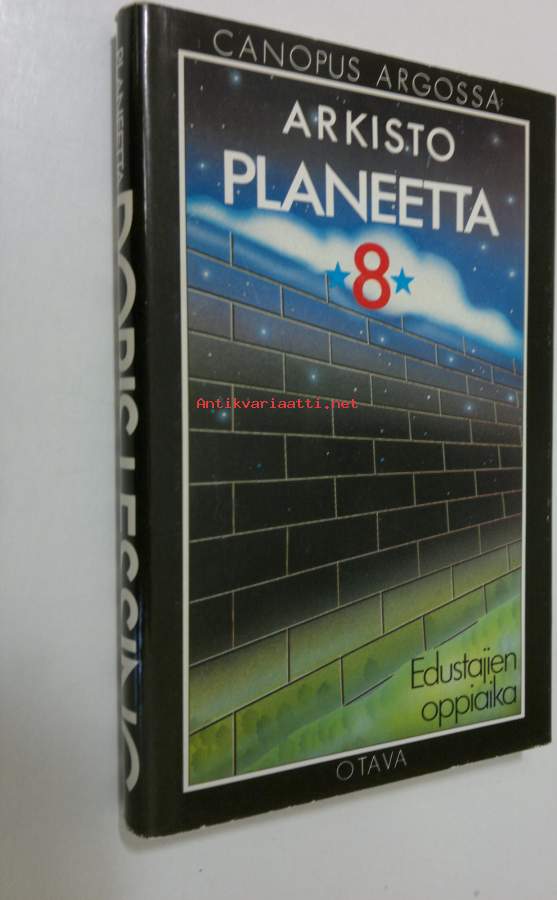 CANOPUS ARGOSSA
ARKISTO
PLANEETTA
8
Antikvariaatti.net
Edustajien
oppiaika
OTAVA
PLANEETTA
DORIS LESSING